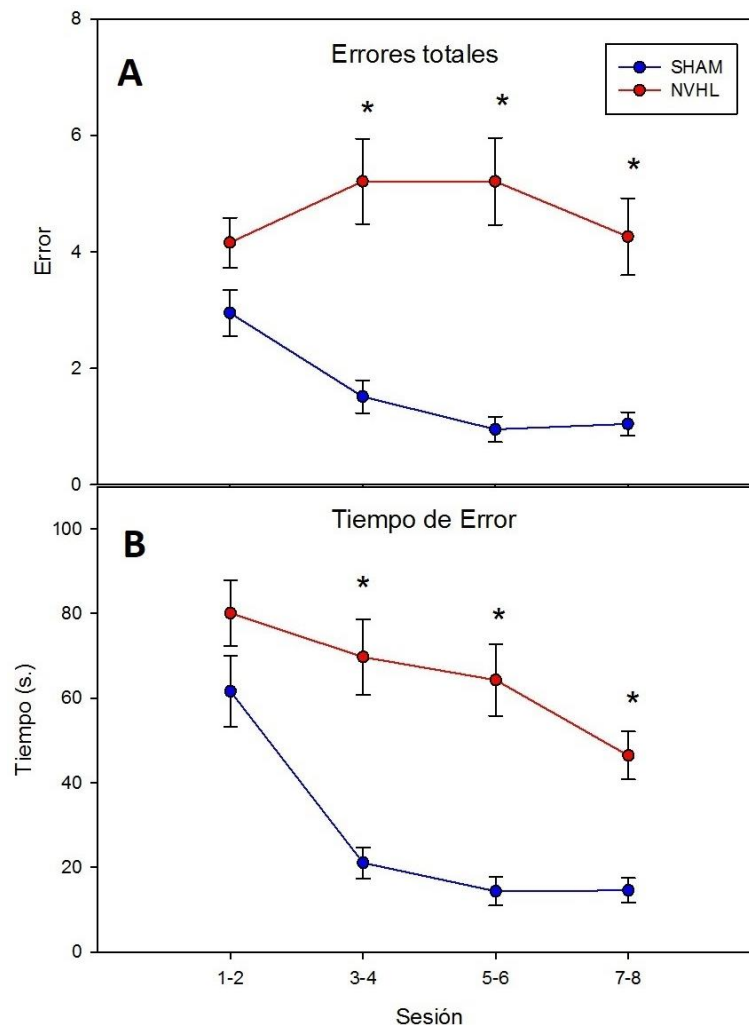 8
Errores totales
A
SHAM
NVHL
*
*
*
6
4
2
0
Error
B
Tiempo de Error
100
*
*
*
80
60
40
20
0
Tiempo (s.)
1-2
3-4
5-6
7-8
Sesión